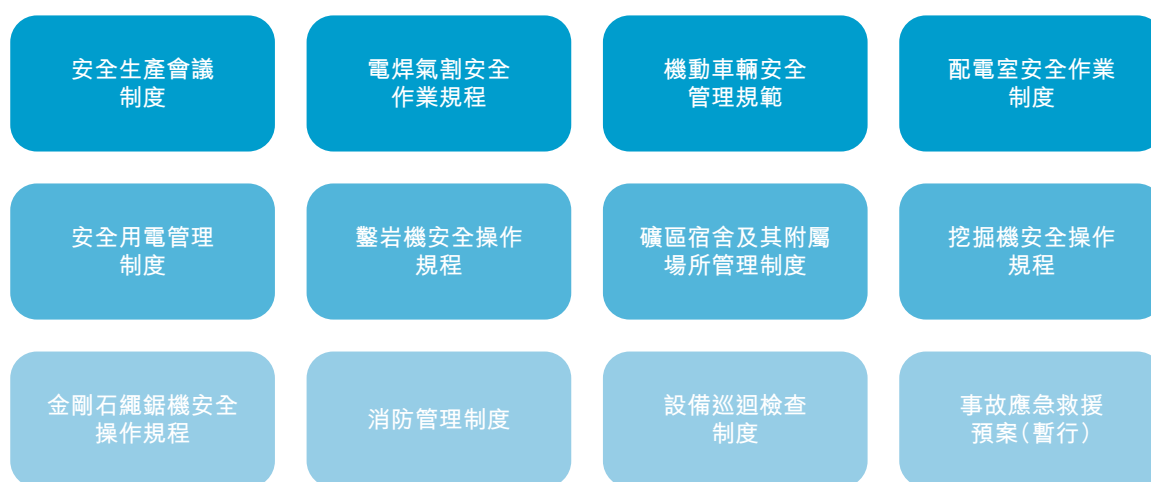 安全生產會議
制度
電焊氣割安全
作業規程
機動車輛安全
管理規範
配電室安全作業
制度
安全用電管理
制度
鑿岩機安全操作
規程
礦區宿舍及其附屬
場所管理制度
挖掘機安全操作
規程
金剛石繩鋸機安全
操作規程
消防管理制度
設備巡迴檢查
制度
事故應急救援
預案（暫行）